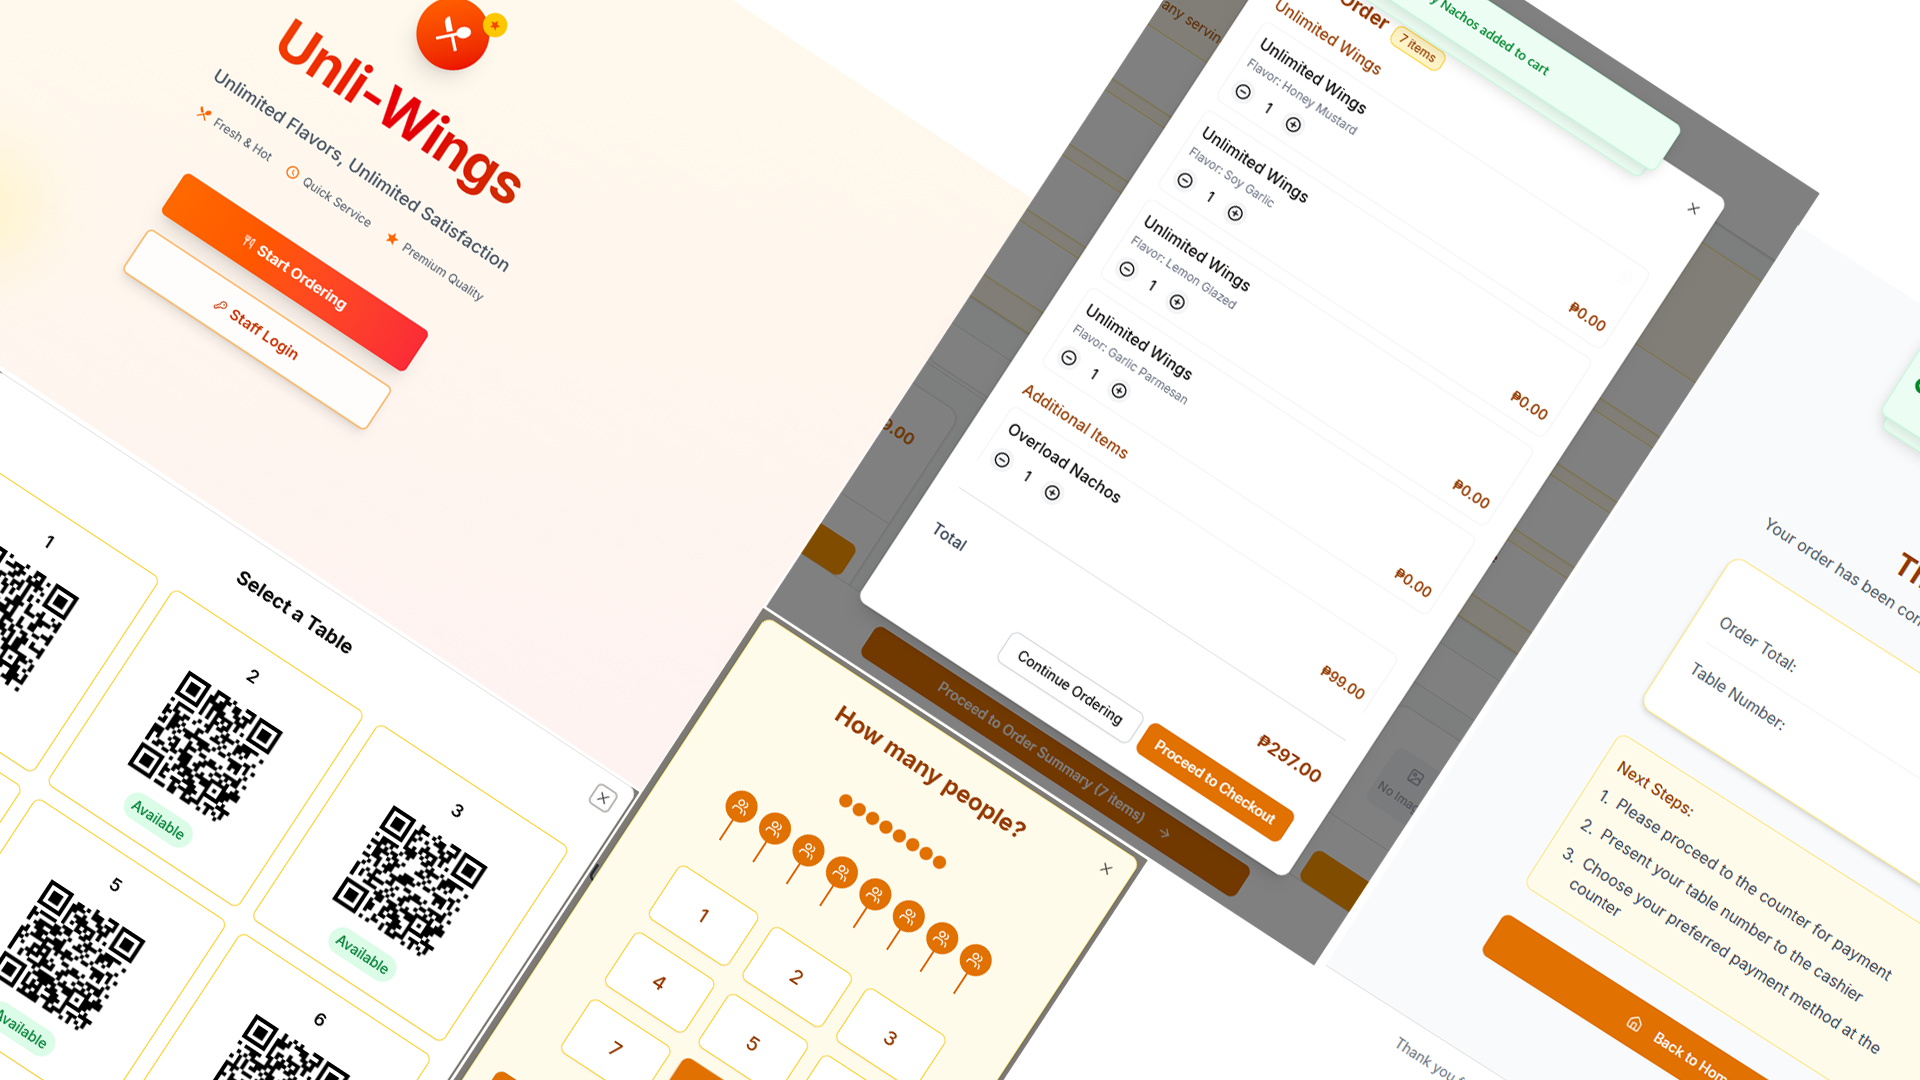 Unli-Wings
Unlimited Flavors, Unlimited Satisfaction
Fresh & Hot
Quick Service
Premium Quality
Start Ordering
Staff Login
Select a Table
1
2
Available
3
Available
5
Available
6
Order
7 items
Nachos added to cart
Unlimited Wings
Unlimited Wings
Flavor: Honey Mustard
1
₱0.00
Unlimited Wings
Flavor: Soy Garlic
1
₱0.00
Unlimited Wings
Flavor: Lemon Glazed
1
₱0.00
Unlimited Wings
Flavor: Garlic Parmesan
1
₱0.00
Additional Items
Overload Nachos
1
₱99.00
Total
₱297.00
Continue Ordering
Proceed to Checkout
Proceed to Order Summary (7 items)
How many people?
1
2
3
4
5
7
Your order has been
Order Total:
Table Number:
Next Steps:
1. Please proceed to the counter for payment
2. Present your table number to the cashier
3. Choose your preferred payment method at the
counter
Back to
Thank you